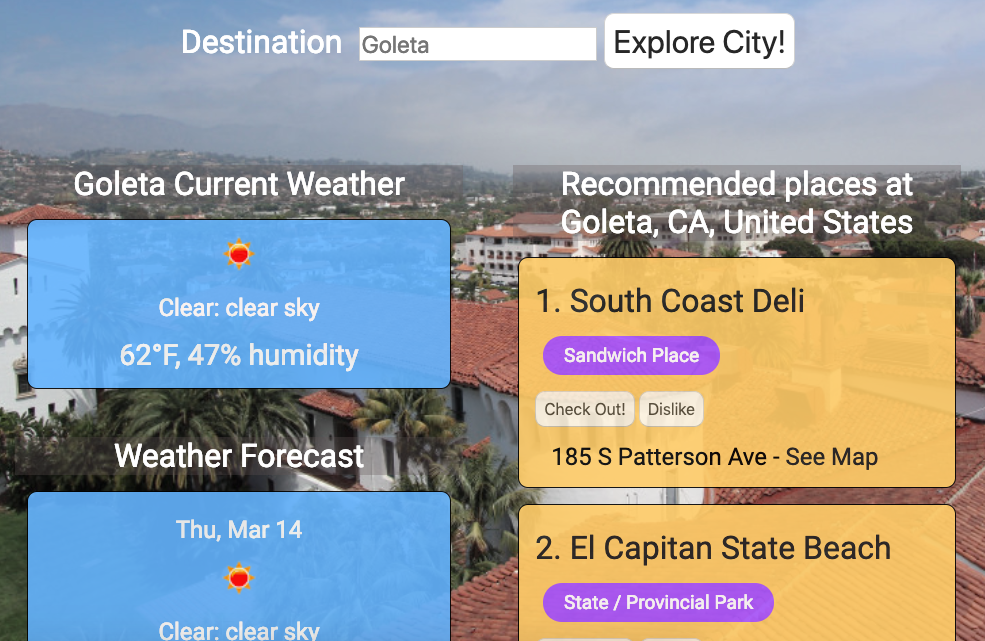 Destination Goleta Explore City!
Goleta Current Weather
Clear: clear sky
62°F, 47% humidity
Weather Forecast
Thu, Mar 14
Clear: clear sky
Recommended places at
Goleta, CA, United States
1. South Coast Deli
Sandwich Place
Check Out! Dislike
185 S Patterson Ave - See Map
2. El Capitan State Beach
State / Provincial Park